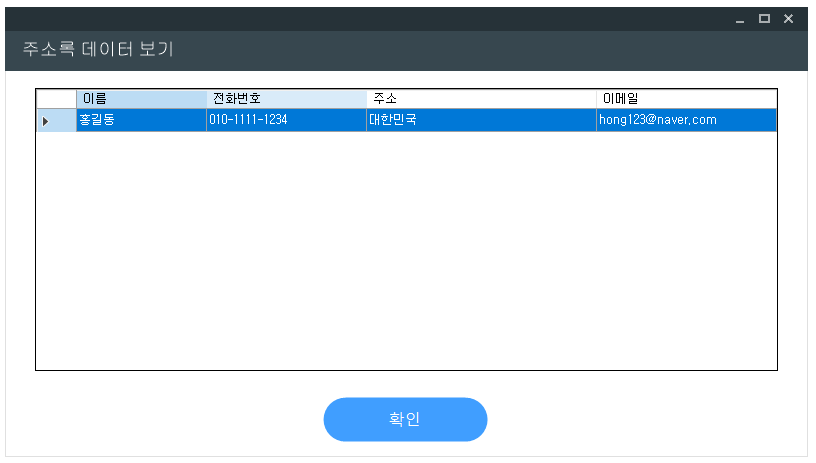 주소록 데이터 보기
이름 전화번호 주소 이메일
홍길동 010-1111-1234 대한민국 hong123@naver.com
확인